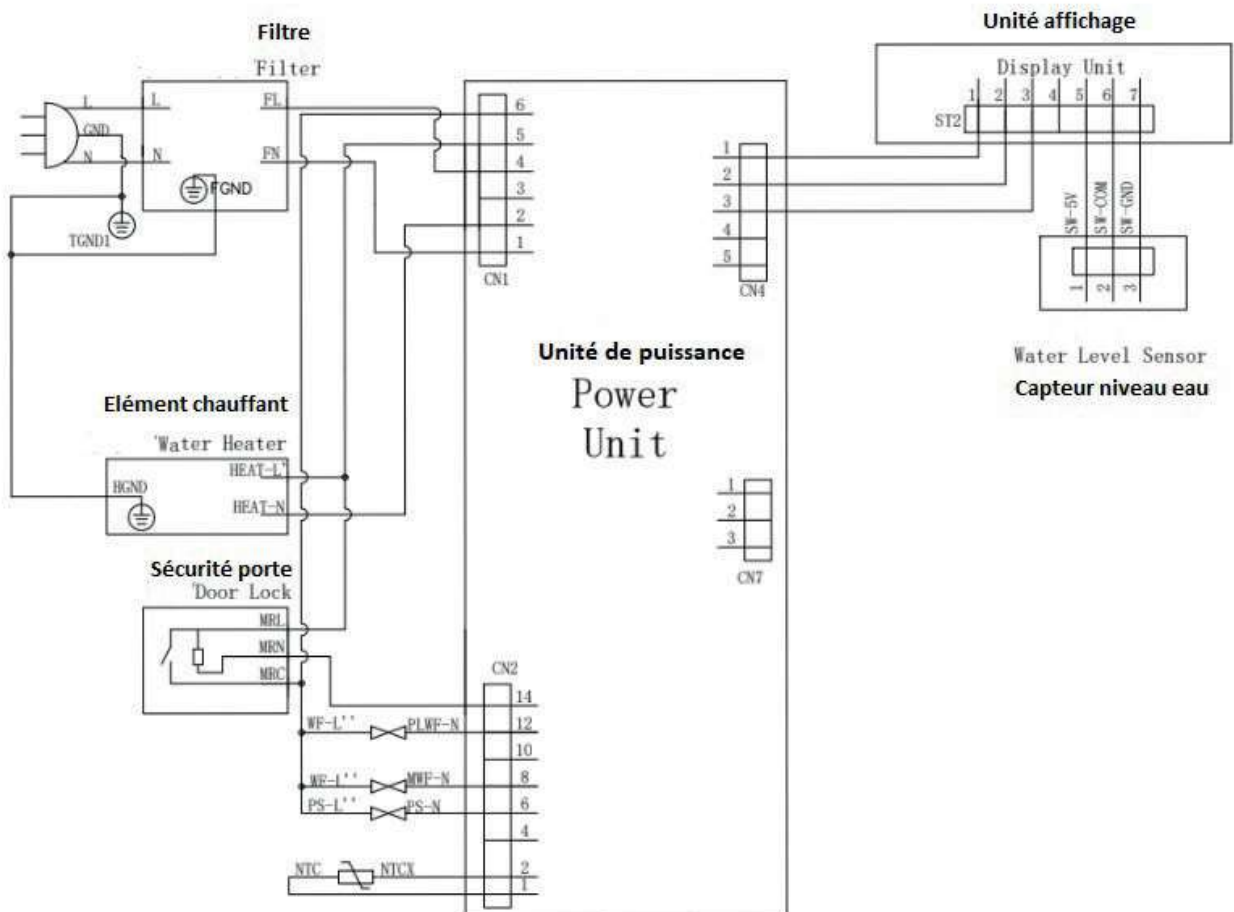 Filtre
Filter
L
GND
N
L
N
FL
FN
FGND
TGND1
6
5
4
3
2
1
CN1
Unité affichage
Display Unit
1 2 3 4 5 6 7
ST2
1
2
3
4
5
CN4
SW-5V
SW-COM
SW-GND
1
2
3
Water Level Sensor
Capteur niveau eau
Unité de puissance
Power
Unit
Elément chauffant
Water Heater
HEAT-L'
HGND
HEAT-N
1
2
3
CN7
Sécurité porte
Door Lock
MRL
MRN
MRC
CN2
14
WF-L'' PLWF-N 12
10
WF-L'' MWF-N 8
PS-L'' PS-N 6
4
NTC NTCX 2
1